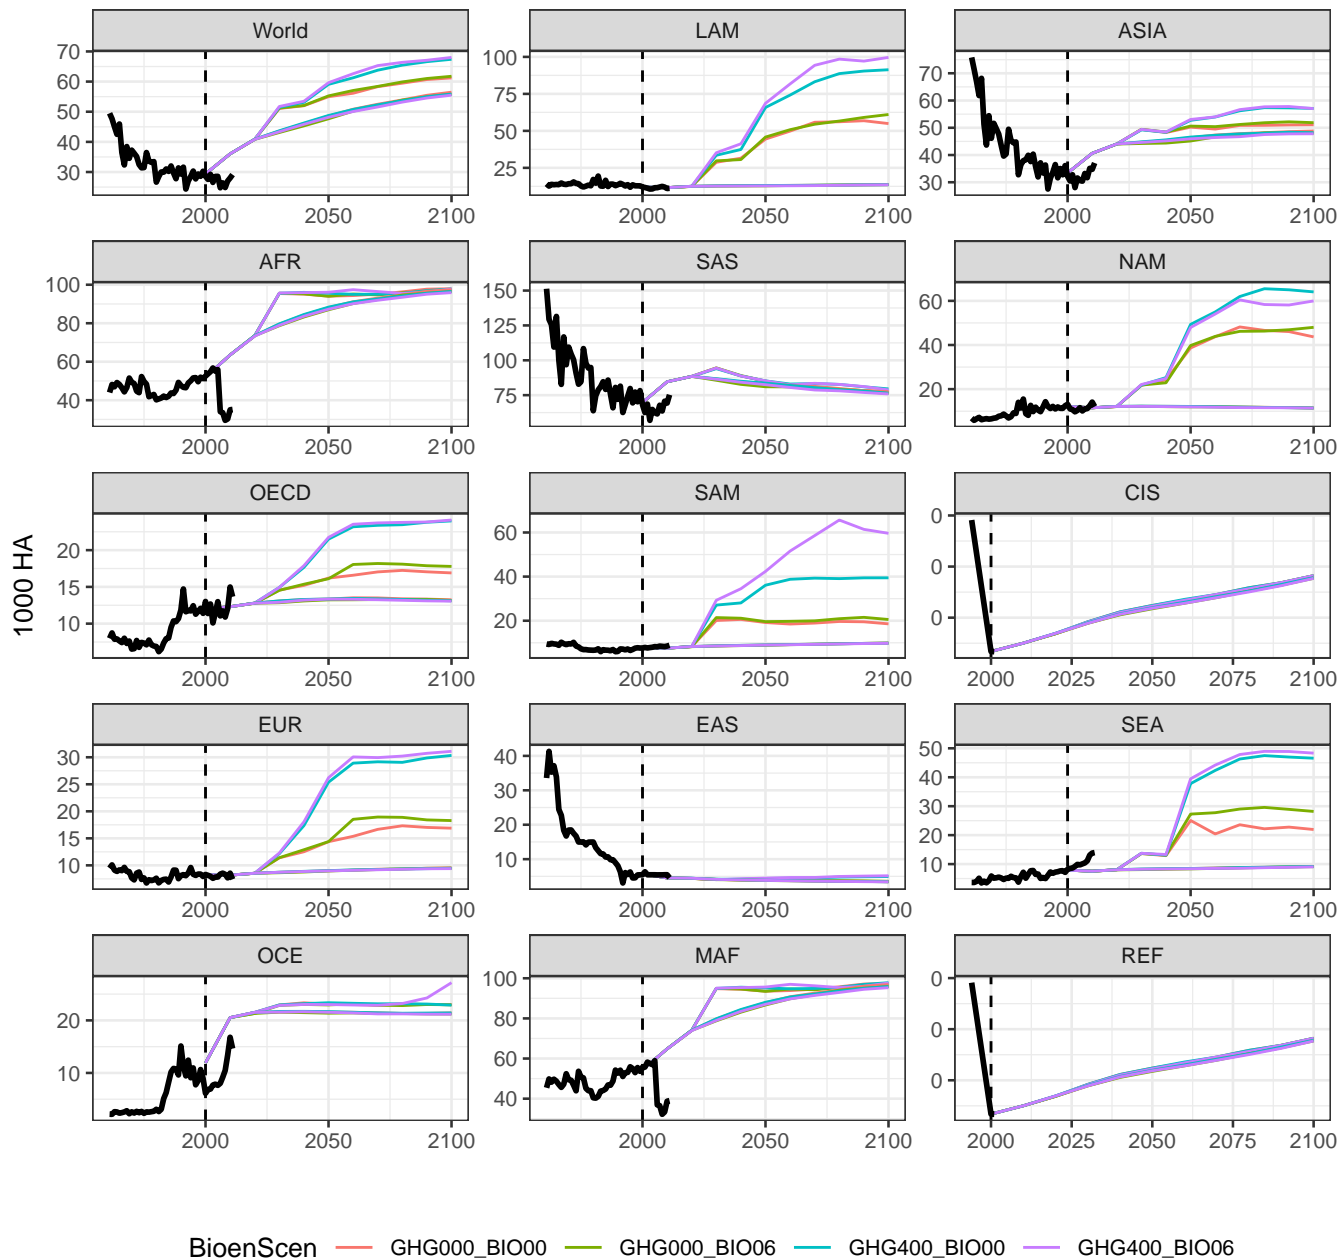 World
LAM
ASIA
70
60
50
40
30
100
75
50
25
70
60
50
40
30
2000 2050 2100
2000 2050 2100
2000 2050 2100
AFR
SAS
NAM
100
80
60
40
150
125
100
75
60
40
20
2000 2050 2100
2000 2050 2100
2000 2050 2100
OECD
SAM
CIS
20
15
10
60
40
20
0
0
0
2000 2050 2100
2000 2050 2100
2000 2025 2050 2075 2100
EUR
EAS
SEA
30
25
20
15
10
40
30
20
10
50
40
30
20
10
2000 2050 2100
2000 2050 2100
2000 2050 2100
OCE
MAF
REF
20
10
100
80
60
40
0
0
0
2000 2050 2100
2000 2050 2100
2000 2025 2050 2075 2100
1000 HA
BioenScen GHG000_BIO00 GHG000_BIO06 GHG400_BIO00 GHG400_BIO06